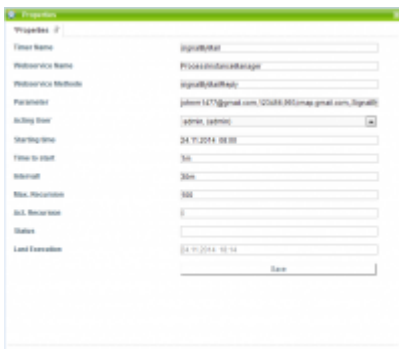 Properties
*Properties
Timer Name signalByMail
Webservice Name ProcessInstanceManager
Webservice Methode signalByMailReply
Parameter
Acting User admin, (admin)
Starting time 24.11.2014 08:00
Time to start 1m
Intervall 30m
Max. Recursion 100
Act. Recursion
Status
Last Execution 24.11.2014 10:14
Save